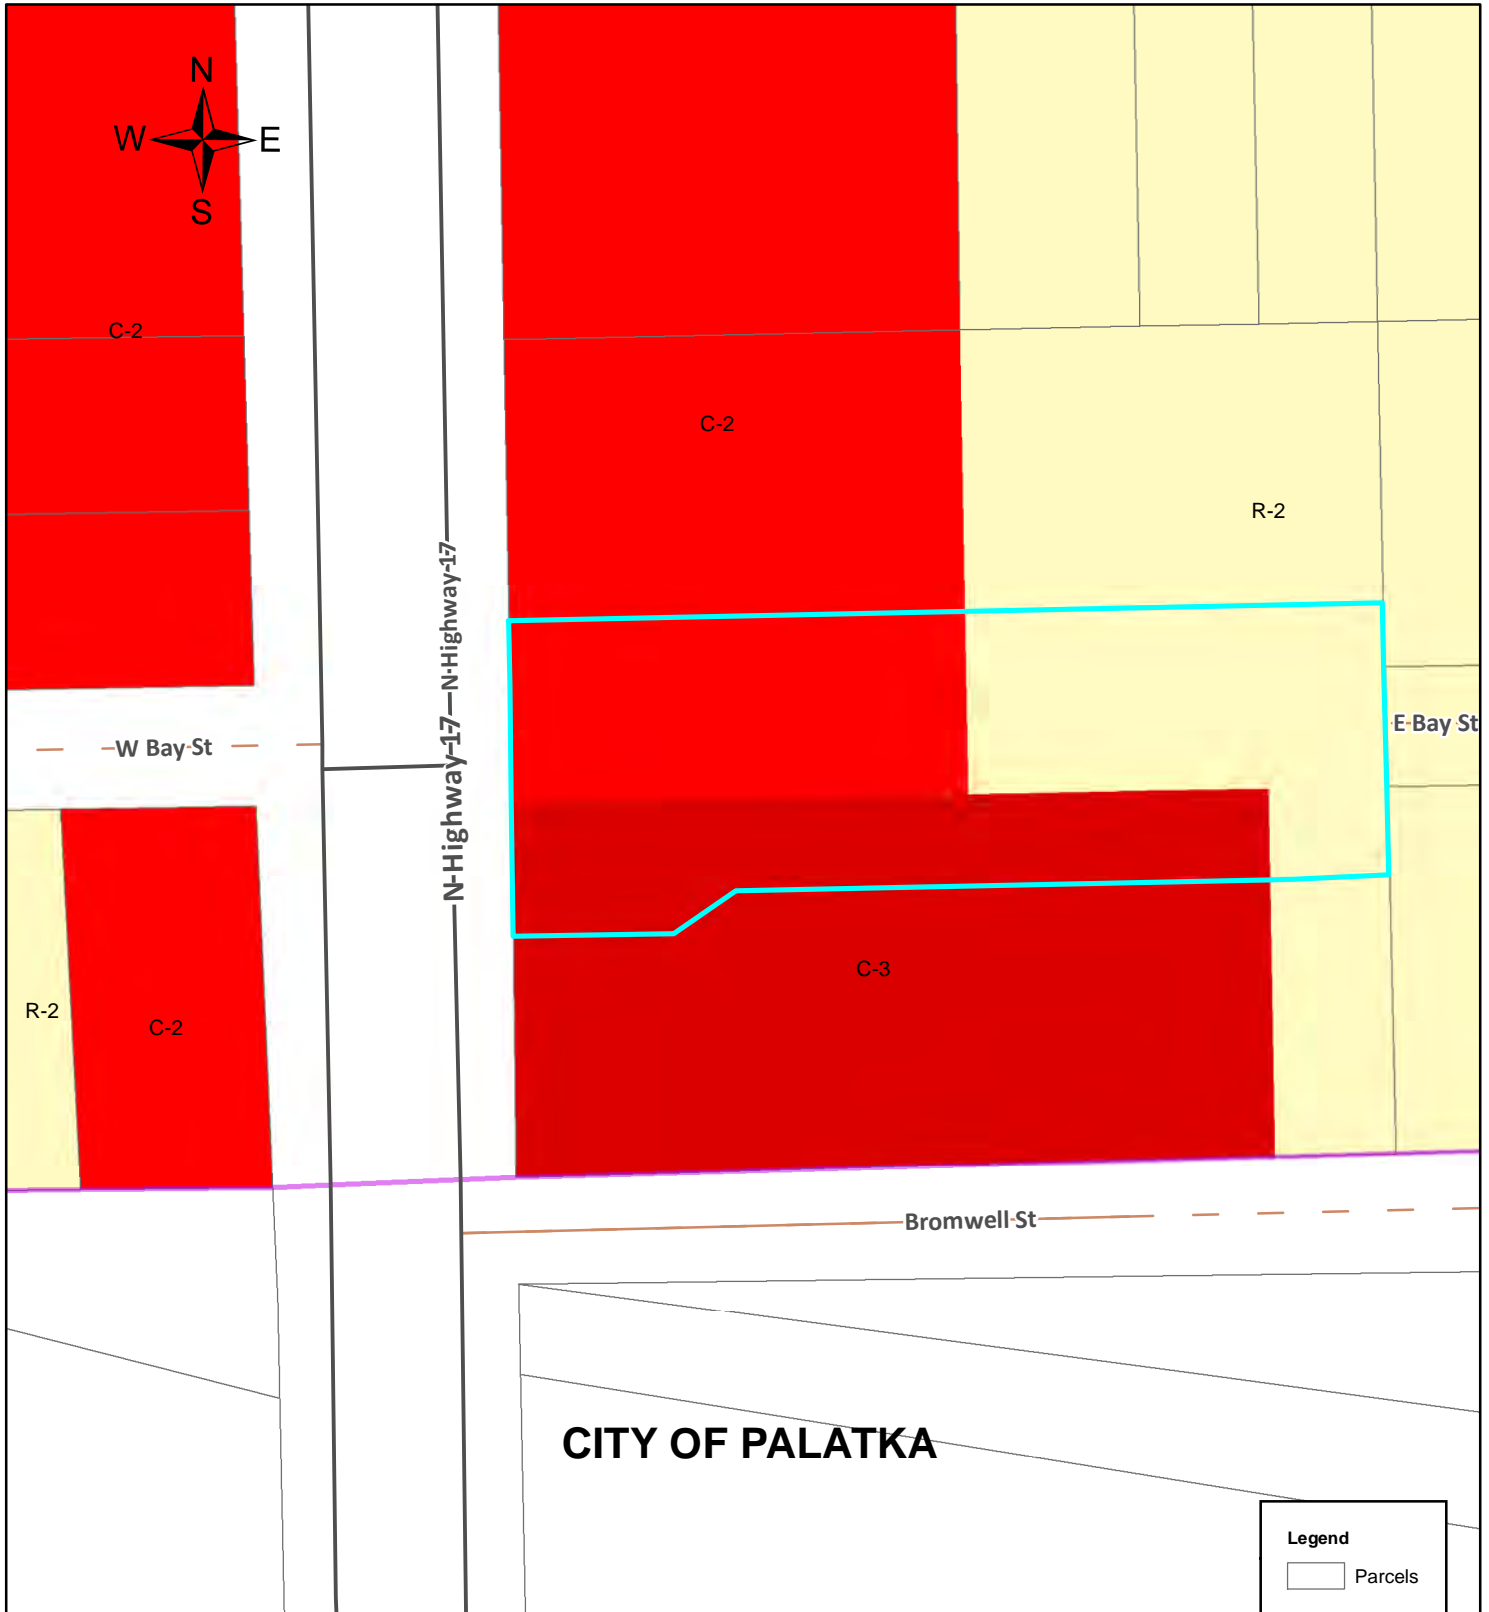 N
W E
S
C-2
C-2
R-2
N Highway 17
N Highway 17
W Bay St
E Bay St
C-3
R-2
C-2
Bromwell St
CITY OF PALATKA
Legend
Parcels